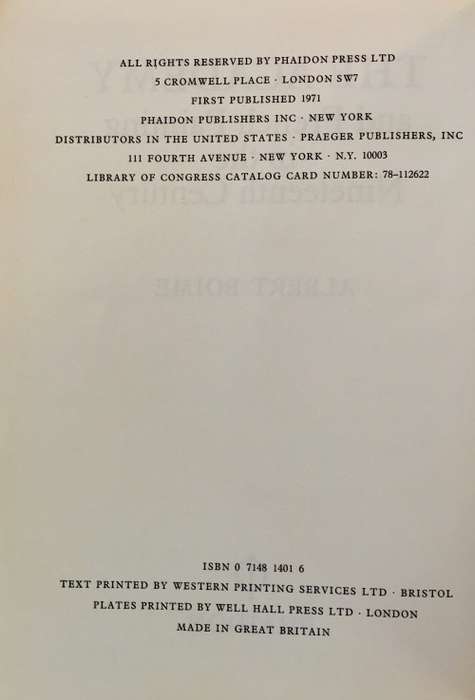 ALL RIGHTS RESERVED BY PHAIDON PRESS LTD
5 CROMWELL PLACE · LONDON SW7
FIRST PUBLISHED 1971
PHAIDON PUBLISHERS INC · NEW YORK
DISTRIBUTORS IN THE UNITED STATES · PRAEGER PUBLISHERS, INC
111 FOURTH AVENUE · NEW YORK · N.Y. 10003
LIBRARY OF CONGRESS CATALOG CARD NUMBER: 78–112622
ISBN 0 7148 1401 6
TEXT PRINTED BY WESTERN PRINTING SERVICES LTD · BRISTOL
PLATES PRINTED BY WELL HALL PRESS LTD · LONDON
MADE IN GREAT BRITAIN